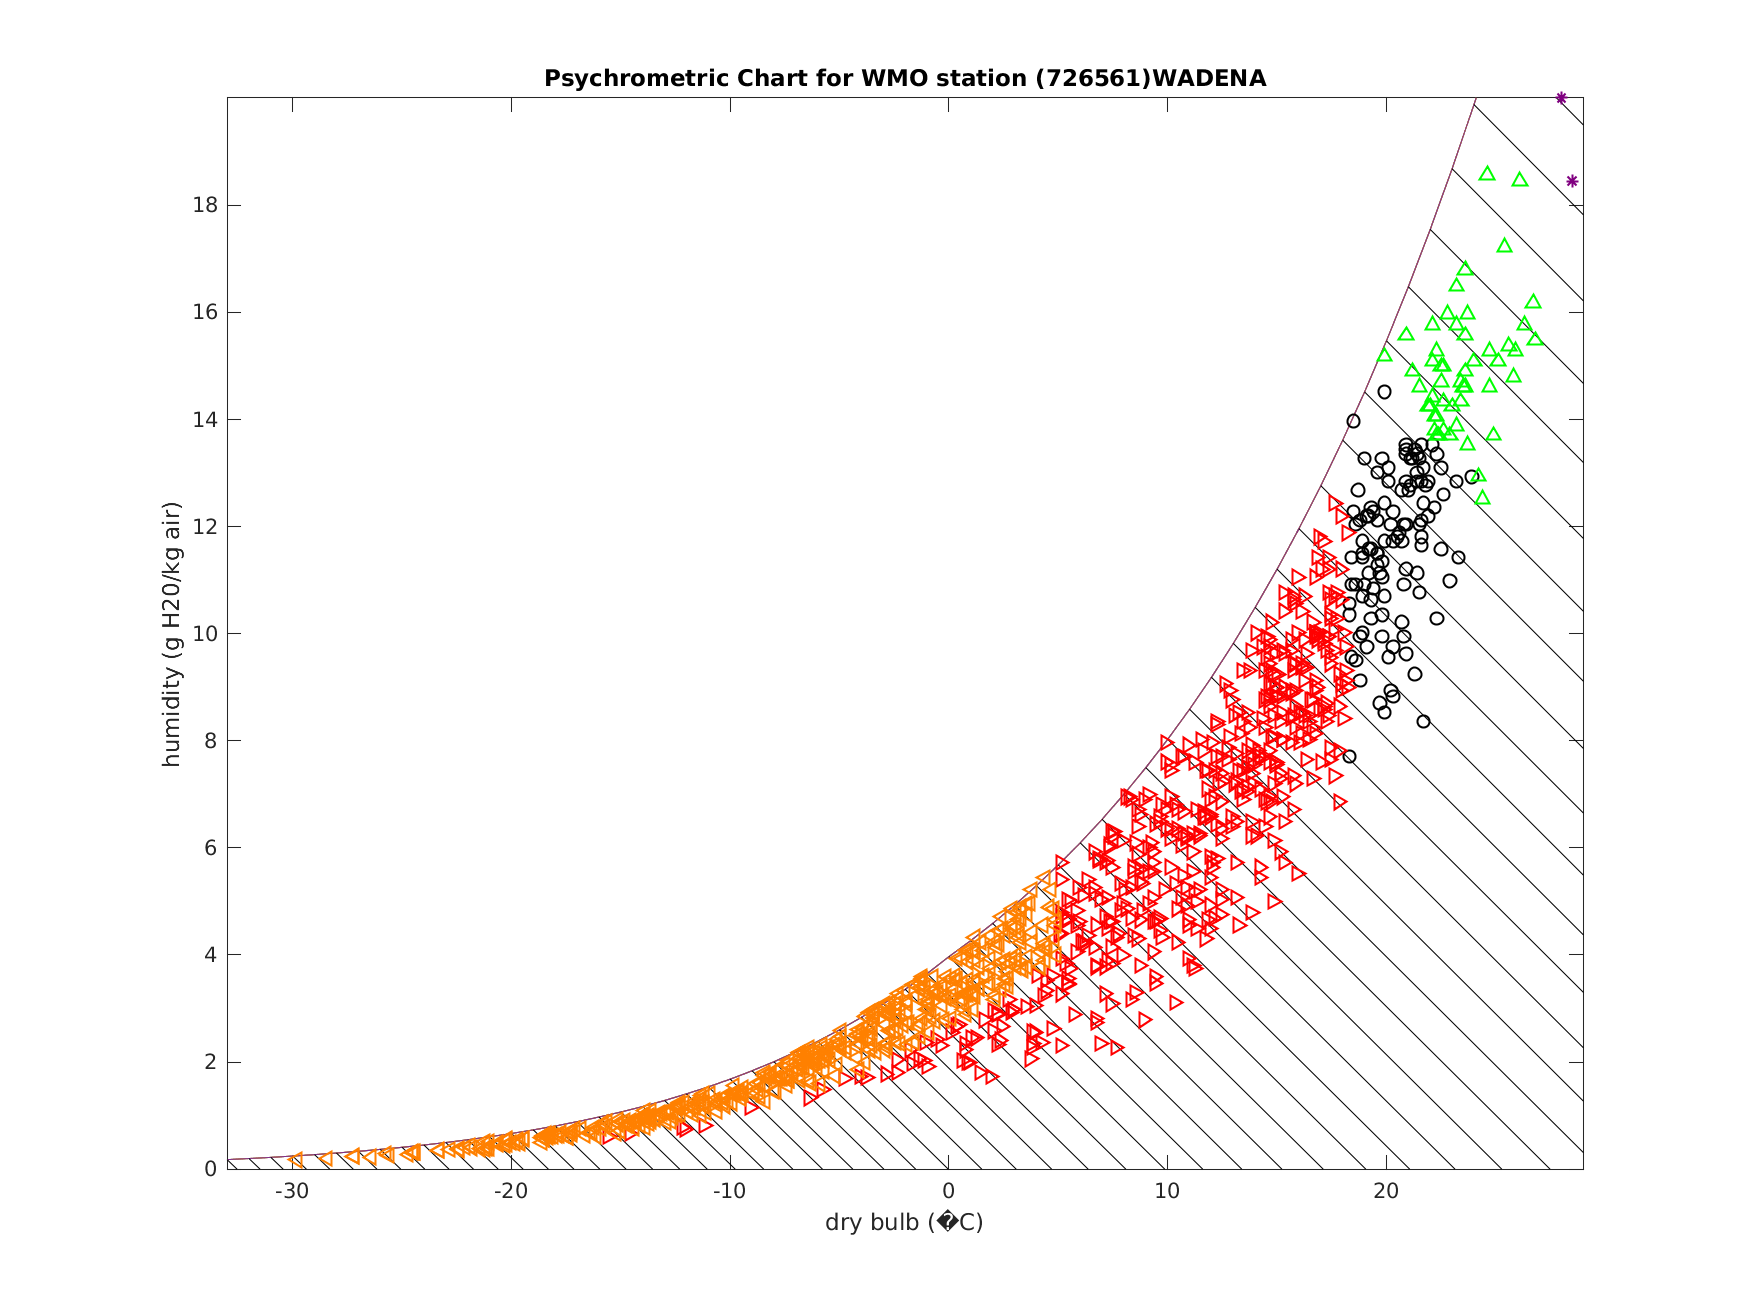 Psychrometric Chart for WMO station (726561)WADENA
18
16
14
12
10
8
6
4
2
0
humidity (g H20/kg air)
-30 -20 -10 0 10 20
dry bulb (�C)